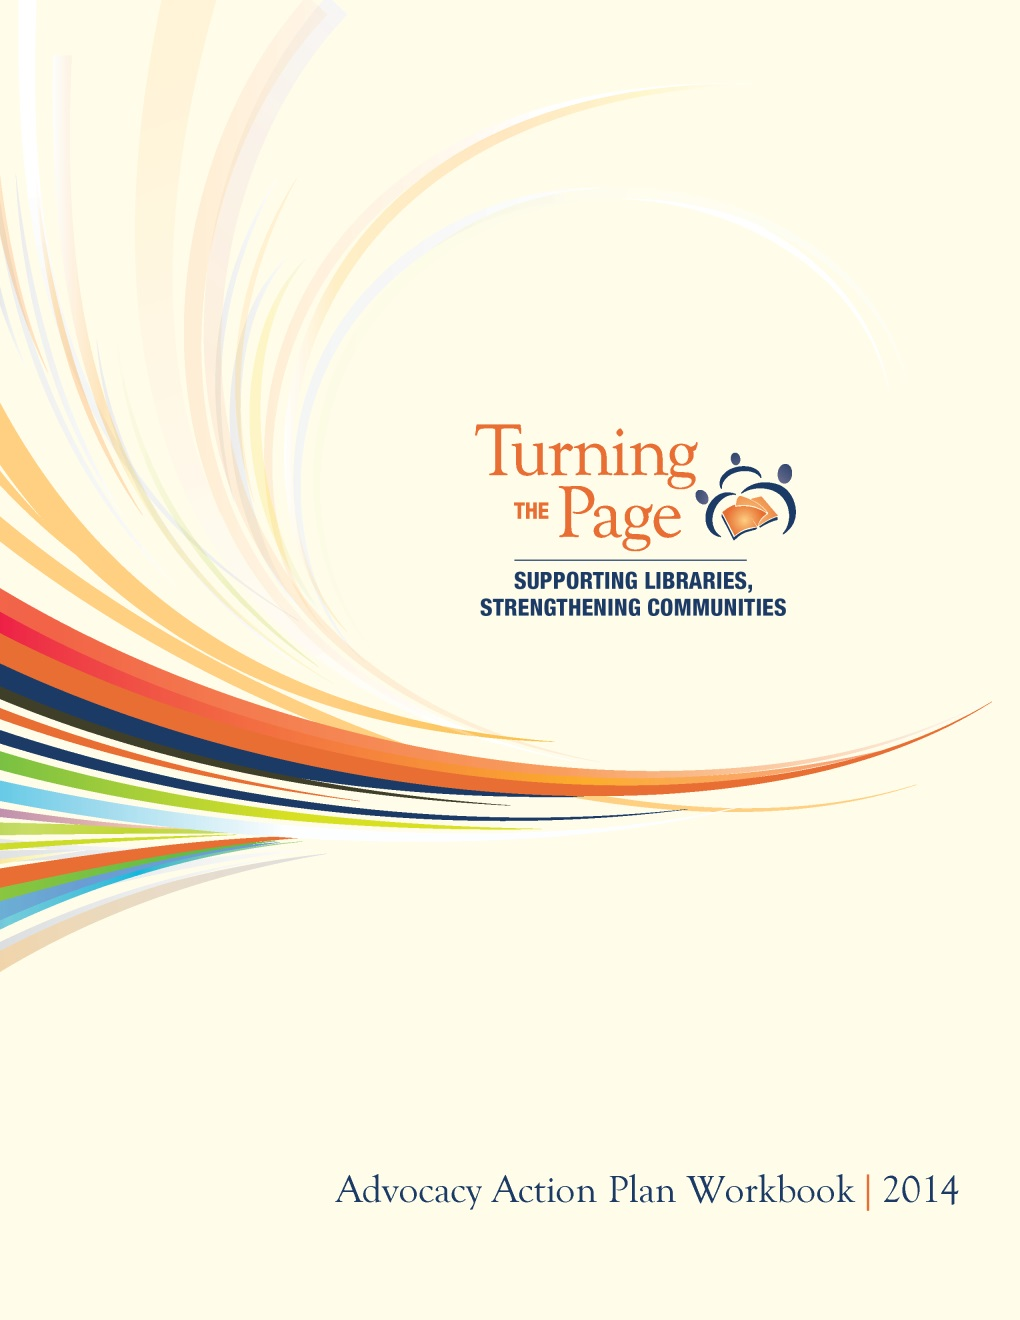 Turning
THE Page
SUPPORTING LIBRARIES,
STRENGTHENING COMMUNITIES
Advocacy Action Plan Workbook | 2014